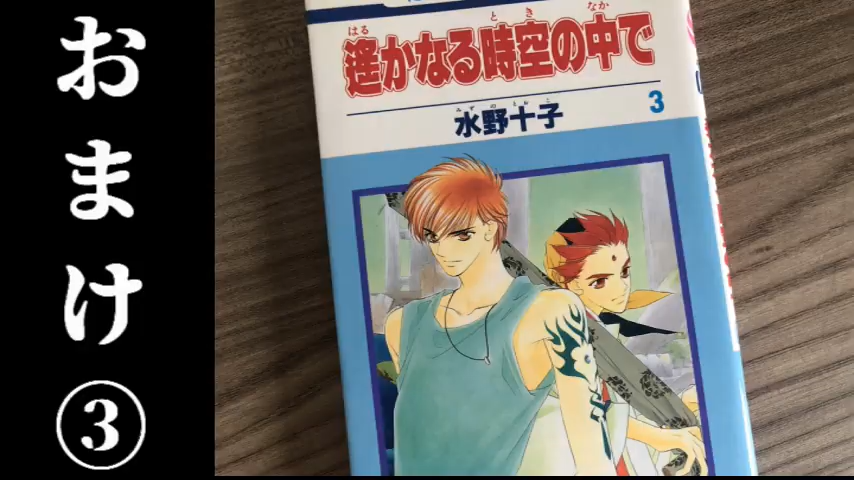 おまけ③
はる とき なか
遙かなる時空の中で
みずのとおこ
水野十子
3